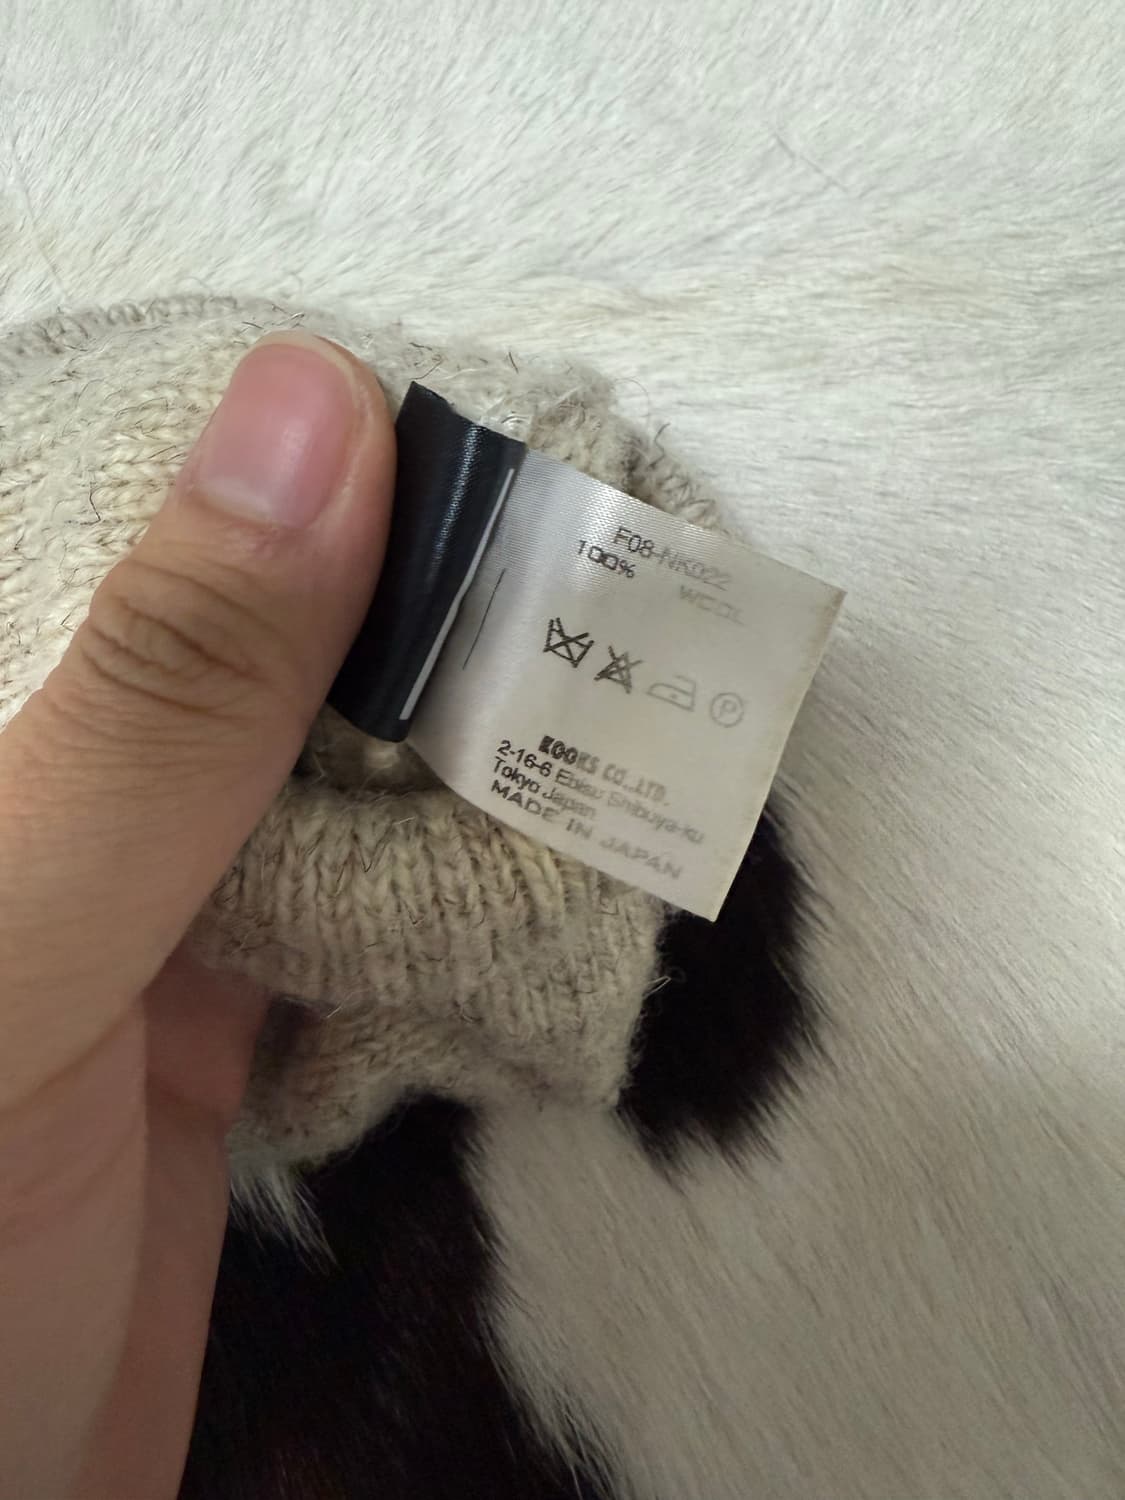 F08-NK022
100% WOOL
P
KOOKS CO.,LTD.
2-16-6 Ebisu Shibuya-ku
Tokyo Japan
MADE IN JAPAN